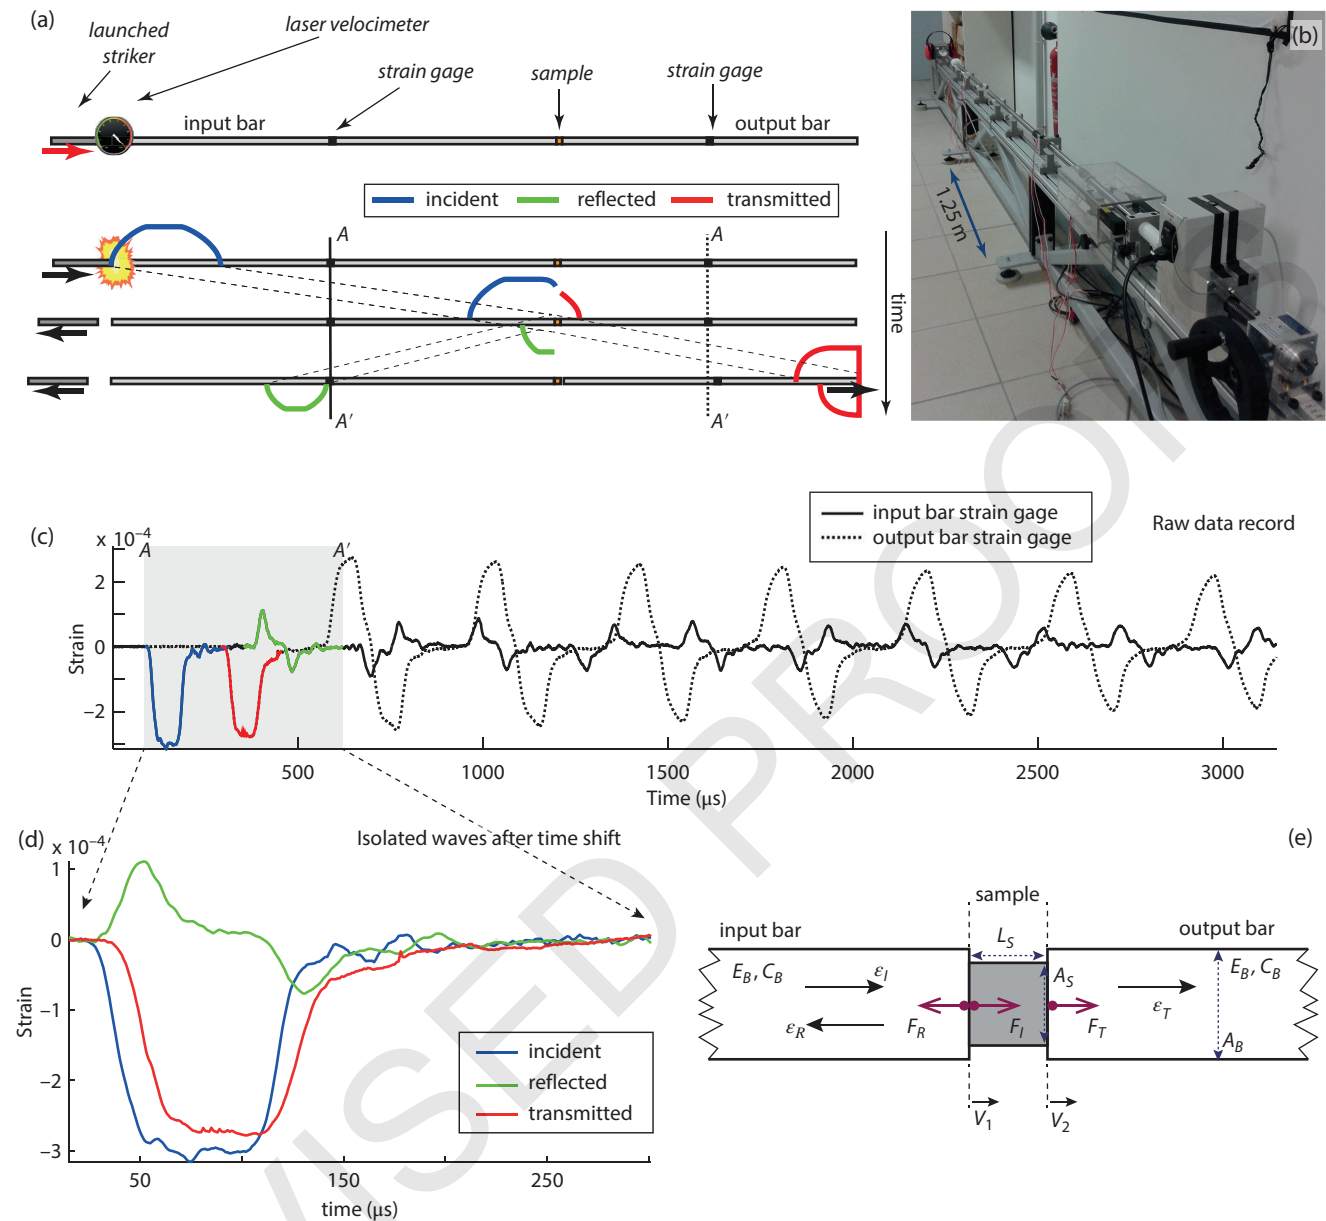 (a)
launched
striker
laser velocimeter
strain gage
sample
strain gage
input bar
output bar
incident
reflected
transmitted
A
A
time
A′
A′
(b)
1.25 m
(c)
x 10⁻⁴
A
A′
input bar strain gage
output bar strain gage
Raw data record
Strain
2
0
−2
500
1000
1500
2000
2500
3000
Time (μs)
(d)
x 10⁻⁴
Isolated waves after time shift
Strain
1
0
−1
−2
−3
incident
reflected
transmitted
50
150
250
time (μs)
(e)
sample
input bar
output bar
L_S
E_B, C_B
E_B, C_B
ε_I
A_S
ε_T
ε_R
F_R
F_I
F_T
A_B
V_1
V_2
VISED PROOFS